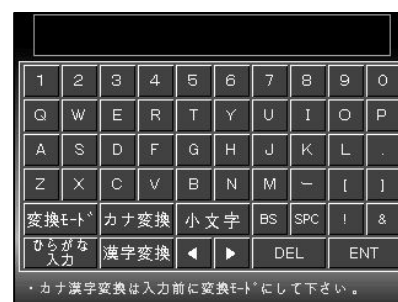 1 2 3 4 5 6 7 8 9 0
Q W E R T Y U I O P
A S D F G H J K L .
Z X C V B N M - [ ]
変換ﾓｰﾄﾞ カナ変換 小文字 BS SPC ! &
ひらがな入力 漢字変換 ◀ ▶ DEL ENT
・カナ漢字変換は入力前に変換ﾓｰﾄﾞにして下さい。